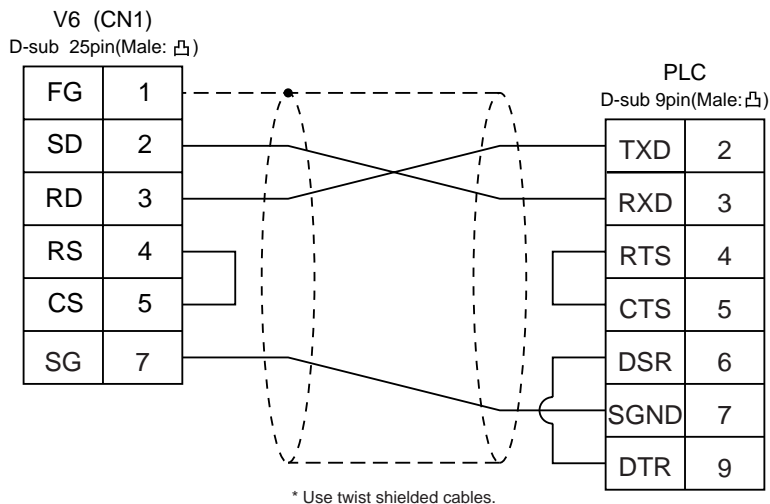 V6 (CN1)
D-sub 25pin(Male: 凸)
FG 1
SD 2
RD 3
RS 4
CS 5
SG 7
PLC
D-sub 9pin(Male:凸)
TXD 2
RXD 3
RTS 4
CTS 5
DSR 6
SGND 7
DTR 9
* Use twist shielded cables.